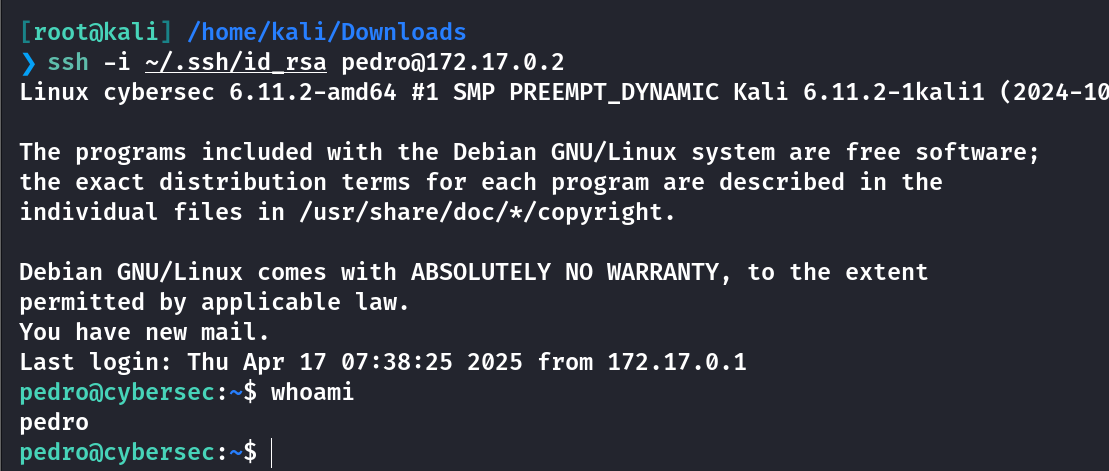 [root@kali] /home/kali/Downloads
❯ ssh -i ~/.ssh/id_rsa pedro@172.17.0.2
Linux cybersec 6.11.2-amd64 #1 SMP PREEMPT_DYNAMIC Kali 6.11.2-1kali1 (2024-10
The programs included with the Debian GNU/Linux system are free software;
the exact distribution terms for each program are described in the
individual files in /usr/share/doc/*/copyright.
Debian GNU/Linux comes with ABSOLUTELY NO WARRANTY, to the extent
permitted by applicable law.
You have new mail.
Last login: Thu Apr 17 07:38:25 2025 from 172.17.0.1
pedro@cybersec:~$ whoami
pedro
pedro@cybersec:~$